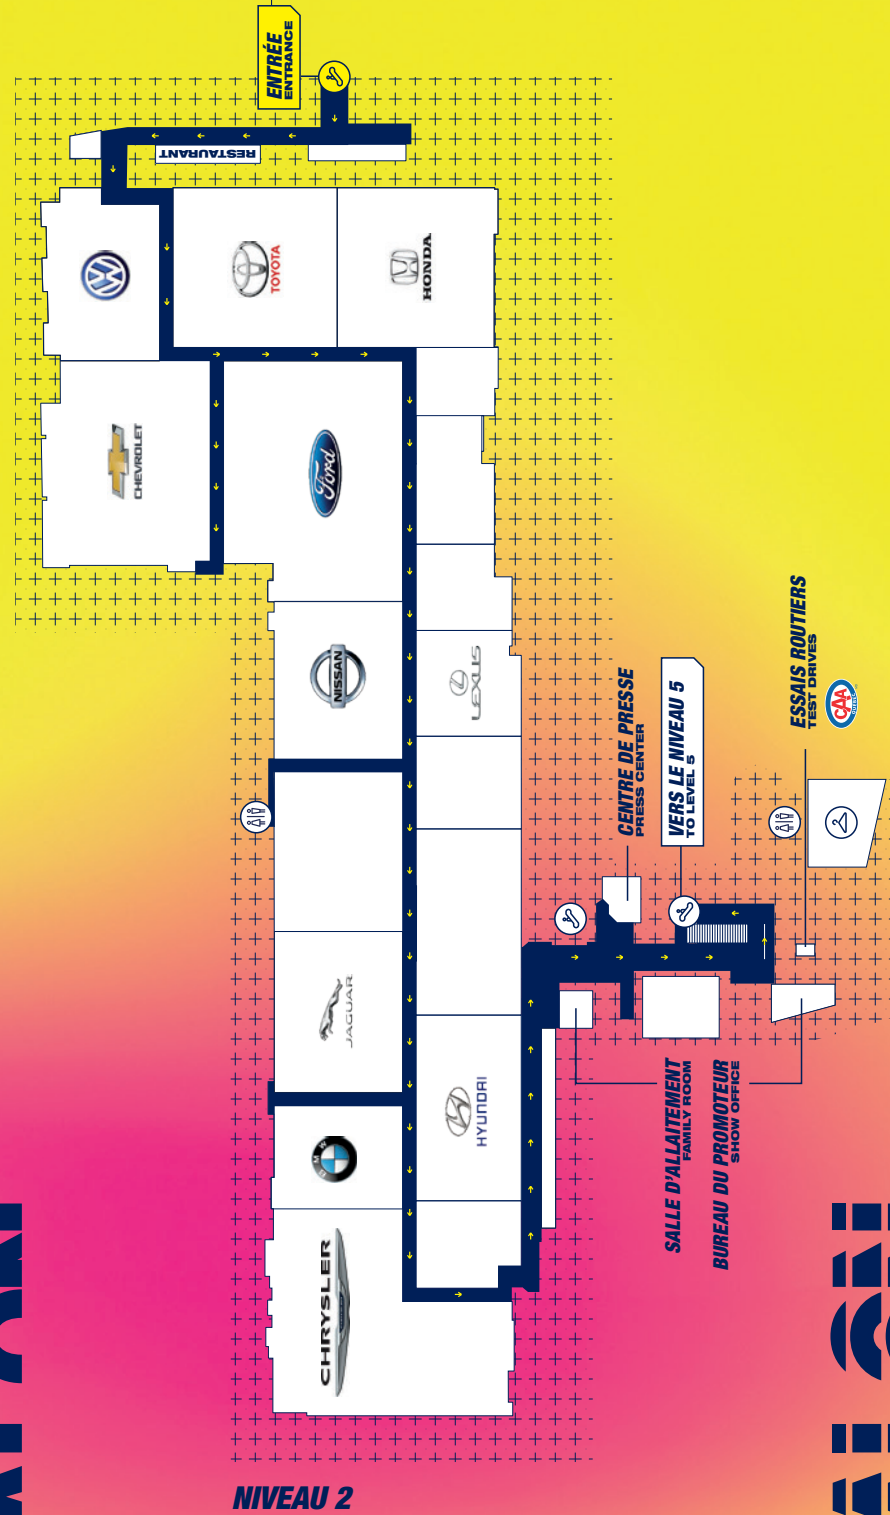 ENTRÉE
ENTRANCE
RESTAURANT
TOYOTA
HONDA
CHEVROLET
Ford
NISSAN
LEXUS
ESSAIS ROUTIERS
TEST DRIVES
CAA
CENTRE DE PRESSE
PRESS CENTER
VERS LE NIVEAU 5
TO LEVEL 5
JAGUAR
HYUNDAI
BMW
SALLE D'ALLAITEMENT
FAMILY ROOM
BUREAU DU PROMOTEUR
SHOW OFFICE
CHRYSLER
NIVEAU 2